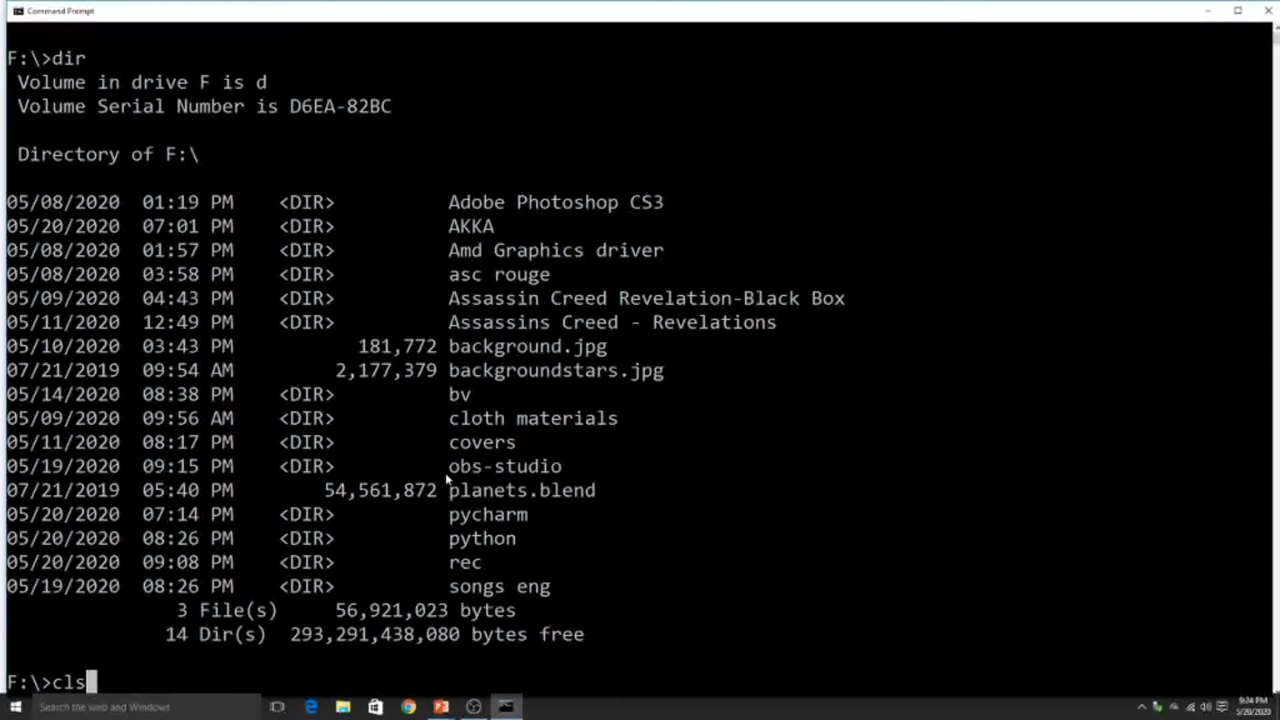 Command Prompt
F:\>dir
Volume in drive F is d
Volume Serial Number is D6EA-82BC
Directory of F:\
05/08/2020 01:19 PM <DIR> Adobe Photoshop CS3
05/20/2020 07:01 PM <DIR> AKKA
05/08/2020 01:57 PM <DIR> Amd Graphics driver
05/08/2020 03:58 PM <DIR> asc rouge
05/09/2020 04:43 PM <DIR> Assassin Creed Revelation-Black Box
05/11/2020 12:49 PM <DIR> Assassins Creed - Revelations
05/10/2020 03:43 PM 181,772 background.jpg
07/21/2019 09:54 AM 2,177,379 backgroundstars.jpg
05/14/2020 08:38 PM <DIR> bv
05/09/2020 09:56 AM <DIR> cloth materials
05/11/2020 08:17 PM <DIR> covers
05/19/2020 09:15 PM <DIR> obs-studio
07/21/2019 05:40 PM 54,561,872 planets.blend
05/20/2020 07:14 PM <DIR> pycharm
05/20/2020 08:26 PM <DIR> python
05/20/2020 09:08 PM <DIR> rec
05/19/2020 08:26 PM <DIR> songs eng
3 File(s) 56,921,023 bytes
14 Dir(s) 293,291,438,080 bytes free
F:\>cls
Search the web and Windows
9:24 PM
5/20/2020